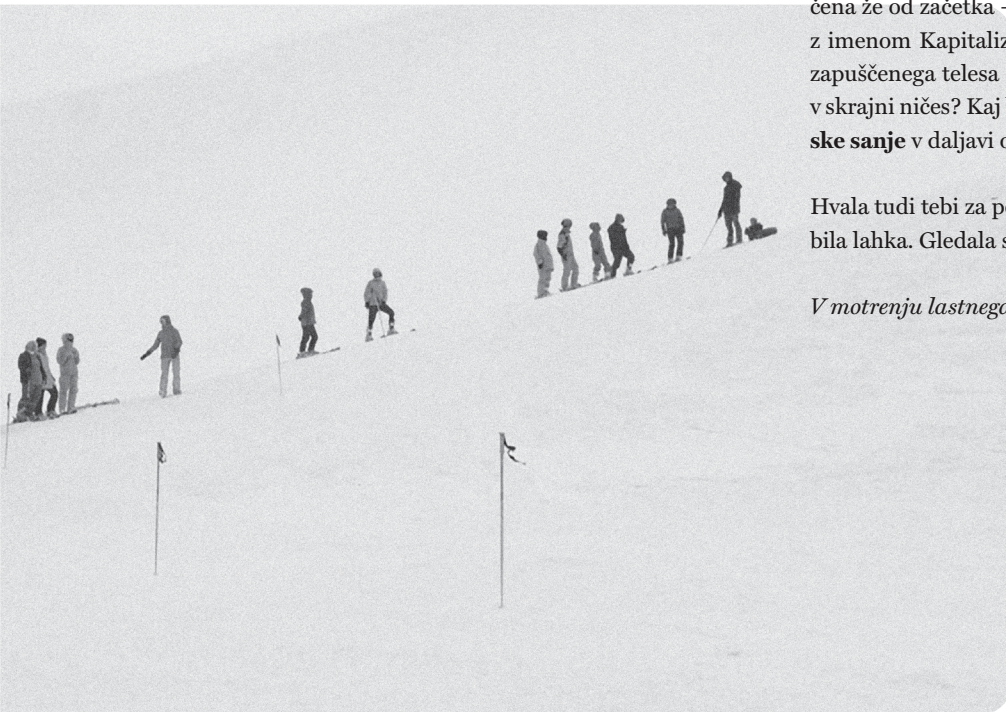 čena že od začetka -
z imenom Kapitaliz
zapuščenega telesa
v skrajni ničes? Kaj
ske sanje v daljavi
Hvala tudi tebi za
bila lahka. Gledala
V motrenju lastnega